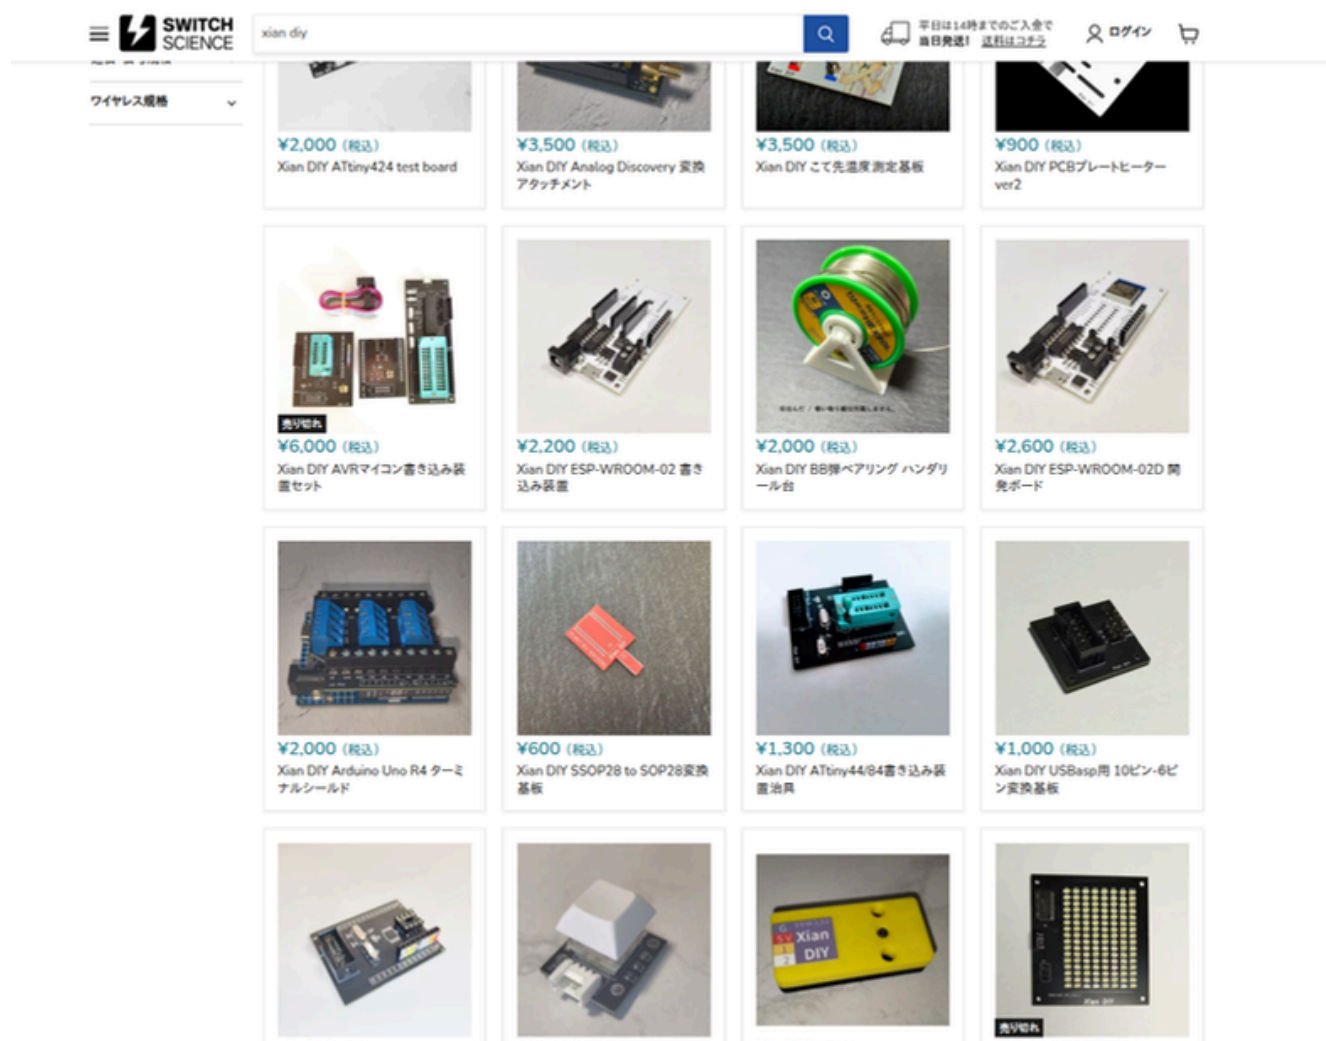 SWITCH
SCIENCE
xian diy
平日は14時までのご入金で
当日発送! 送料はコチラ
ログイン
ワイヤレス規格
¥2,000 (税込)
Xian DIY ATtiny424 test board
¥3,500 (税込)
Xian DIY Analog Discovery 変換
アタッチメント
¥3,500 (税込)
Xian DIY こて先温度測定基板
¥900 (税込)
Xian DIY PCBプレートヒーター
ver2
売り切れ
¥6,000 (税込)
Xian DIY AVRマイコン書き込み装
置セット
¥2,200 (税込)
Xian DIY ESP-WROOM-02 書き
込み装置
¥2,000 (税込)
Xian DIY BB弾ベアリング ハンダリ
ール台
¥2,600 (税込)
Xian DIY ESP-WROOM-02D 開
発ボード
¥2,000 (税込)
Xian DIY Arduino Uno R4 ターミ
ナルシールド
¥600 (税込)
Xian DIY SSOP28 to SOP28変換
基板
¥1,300 (税込)
Xian DIY ATtiny44/84書き込み装
置治具
¥1,000 (税込)
Xian DIY USBasp用 10ピン-6ピ
ン変換基板
G
5V
1
2
Xian
DIY
Xian DIY
売り切れ